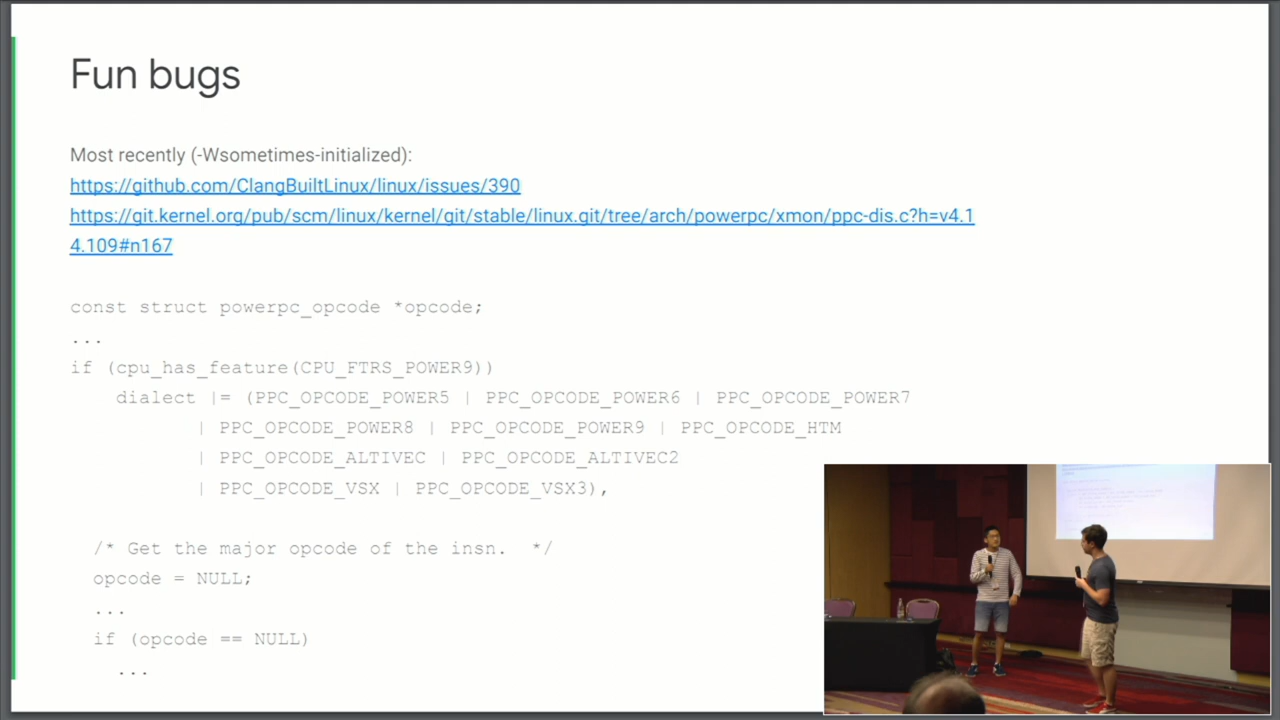 Fun bugs
Most recently (-Wsometimes-initialized):
https://github.com/ClangBuiltLinux/linux/issues/390
https://git.kernel.org/pub/scm/linux/kernel/git/stable/linux.git/tree/arch/powerpc/xmon/ppc-dis.c?h=v4.1
4.109#n167
const struct powerpc_opcode *opcode;
...
if (cpu_has_feature(CPU_FTRS_POWER9))
dialect |= (PPC_OPCODE_POWER5 | PPC_OPCODE_POWER6 | PPC_OPCODE_POWER7
| PPC_OPCODE_POWER8 | PPC_OPCODE_POWER9 | PPC_OPCODE_HTM
| PPC_OPCODE_ALTIVEC | PPC_OPCODE_ALTIVEC2
| PPC_OPCODE_VSX | PPC_OPCODE_VSX3),
/* Get the major opcode of the insn. */
opcode = NULL;
...
if (opcode == NULL)
...